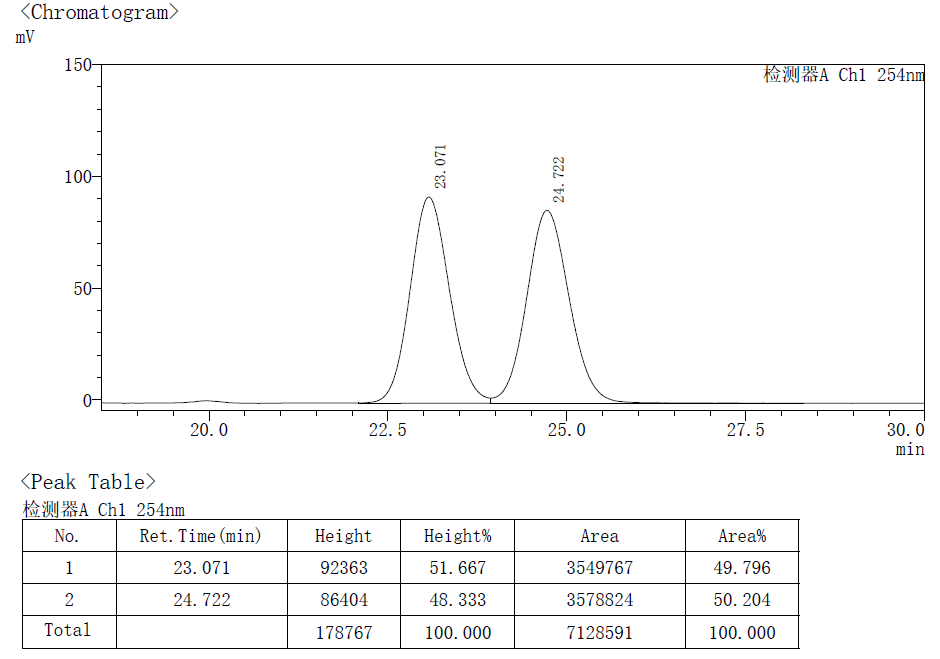 <Chromatogram>
mV
150
检测器A Ch1 254nm
23.071
24.722
100
50
0
20.0 22.5 25.0 27.5 30.0
min
<Peak Table>
检测器A Ch1 254nm
No. Ret.Time(min) Height Height% Area Area%
1 23.071 92363 51.667 3549767 49.796
2 24.722 86404 48.333 3578824 50.204
Total 178767 100.000 7128591 100.000